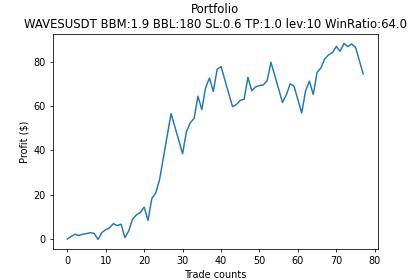 Portfolio
WAVESUSDT BBM:1.9 BBL:180 SL:0.6 TP:1.0 lev:10 WinRatio:64.0
80
60
40
20
0
Profit ($)
0 10 20 30 40 50 60 70 80
Trade counts